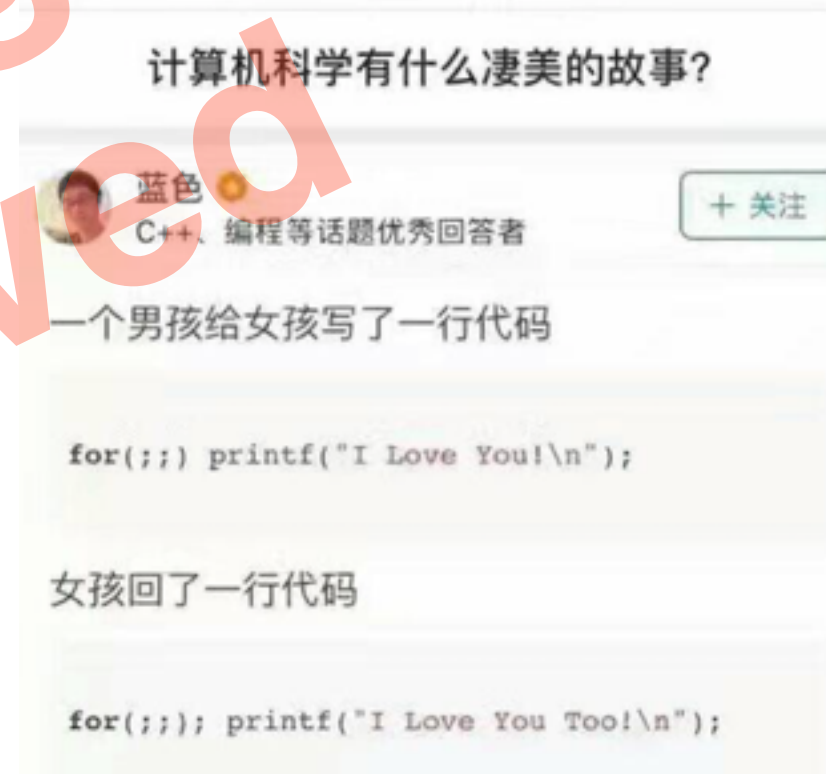 计算机科学有什么凄美的故事?
蓝色
C++、编程等话题优秀回答者
+ 关注
一个男孩给女孩写了一行代码
for(;;) printf("I Love You!\n");
女孩回了一行代码
for(;;); printf("I Love You Too!\n");
ved